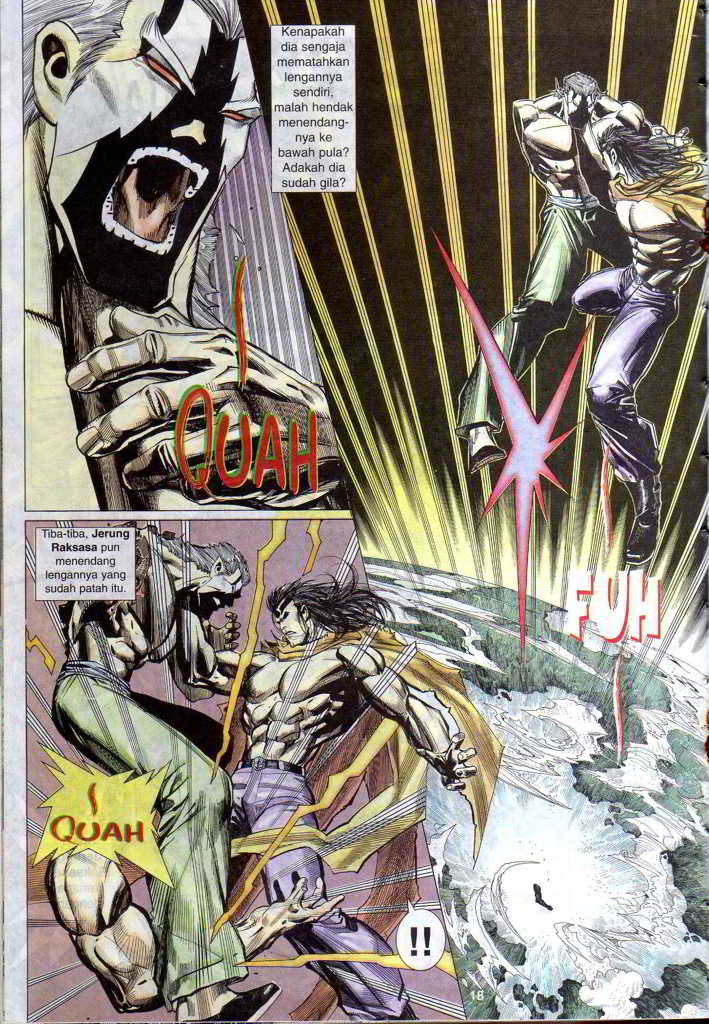 Kenapakah
dia sengaja
mematahkan
lengannya
sendiri,
malah hendak
menendang-
nya ke
bawah pula?
Adakah dia
sudah gila?
QUAH
FUH
Tiba-tiba, Jerung
Raksasa pun
menendang
lengannya yang
sudah patah itu.
QUAH
!!
18